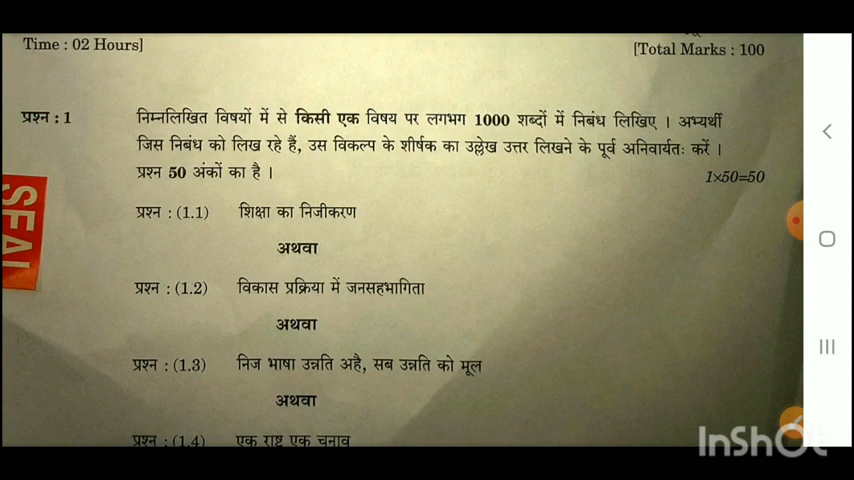 Time : 02 Hours]
[Total Marks : 100
प्रश्न : 1 निम्नलिखित विषयों में से किसी एक विषय पर लगभग 1000 शब्दों में निबंध लिखिए । अभ्यर्थी
जिस निबंध को लिख रहे हैं, उस विकल्प के शीर्षक का उल्लेख उत्तर लिखने के पूर्व अनिवार्यतः करें ।
प्रश्न 50 अंकों का है ।
1×50=50
SEAL
प्रश्न : (1.1) शिक्षा का निजीकरण
अथवा
प्रश्न : (1.2) विकास प्रक्रिया में जनसहभागिता
अथवा
प्रश्न : (1.3) निज भाषा उन्नति अहै, सब उन्नति को मूल
अथवा
प्रश्न : (1.4) एक राष्ट्र एक चुनाव
InShOt